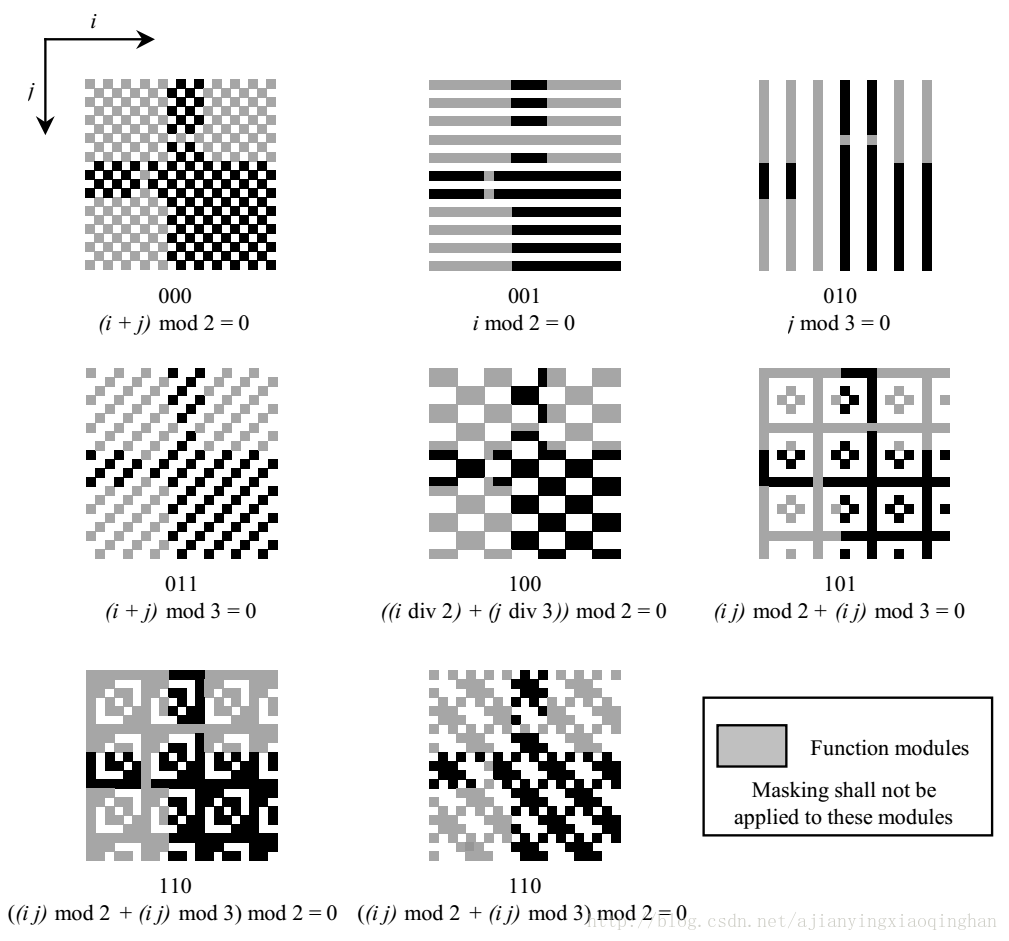 i
j
000
(i + j) mod 2 = 0
001
i mod 2 = 0
010
j mod 3 = 0
011
(i + j) mod 3 = 0
100
((i div 2) + (j div 3)) mod 2 = 0
101
(i j) mod 2 + (i j) mod 3 = 0
110
((i j) mod 2 + (i j) mod 3) mod 2 = 0
110
((i j) mod 2 + (i j) mod 3) mod 2 = 0
Function modules
Masking shall not be
applied to these modules
http://blog.csdn.net/ajianyingxiaoqinghan